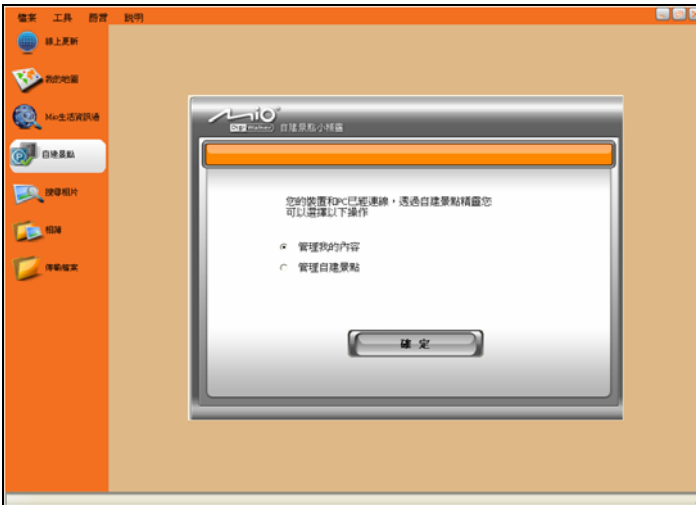 檔案 工具 語言 說明
線上更新
我的地圖
Mio生活資訊通
自建景點
搜尋相片
相簿
傳輸檔案
Mio
DigiWalker 自建景點小精靈
您的裝置和PC已經連線，透過自建景點精靈您
可以選擇以下操作
管理我的內容
管理自建景點
確定